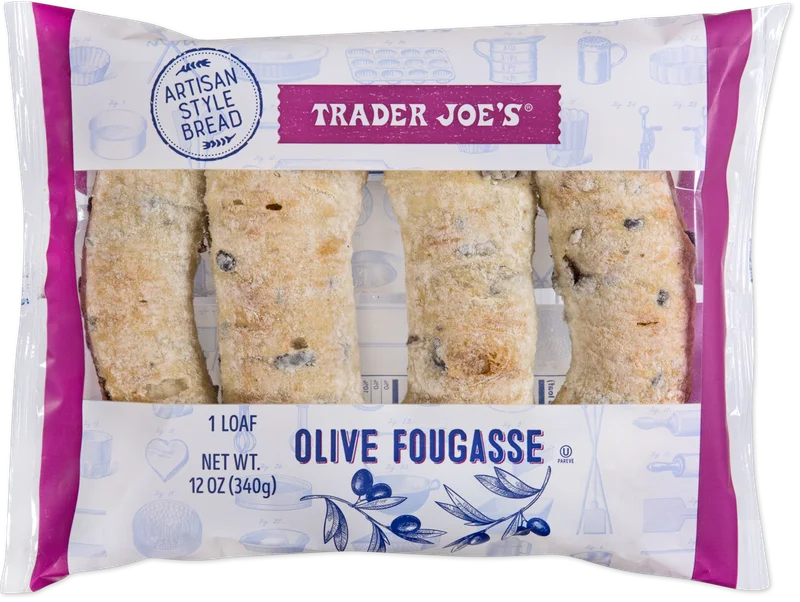 ARTISAN
STYLE
BREAD
TRADER JOE'S®
1 LOAF
NET WT.
12 OZ (340g)
OLIVE FOUGASSE
U
PAREVE